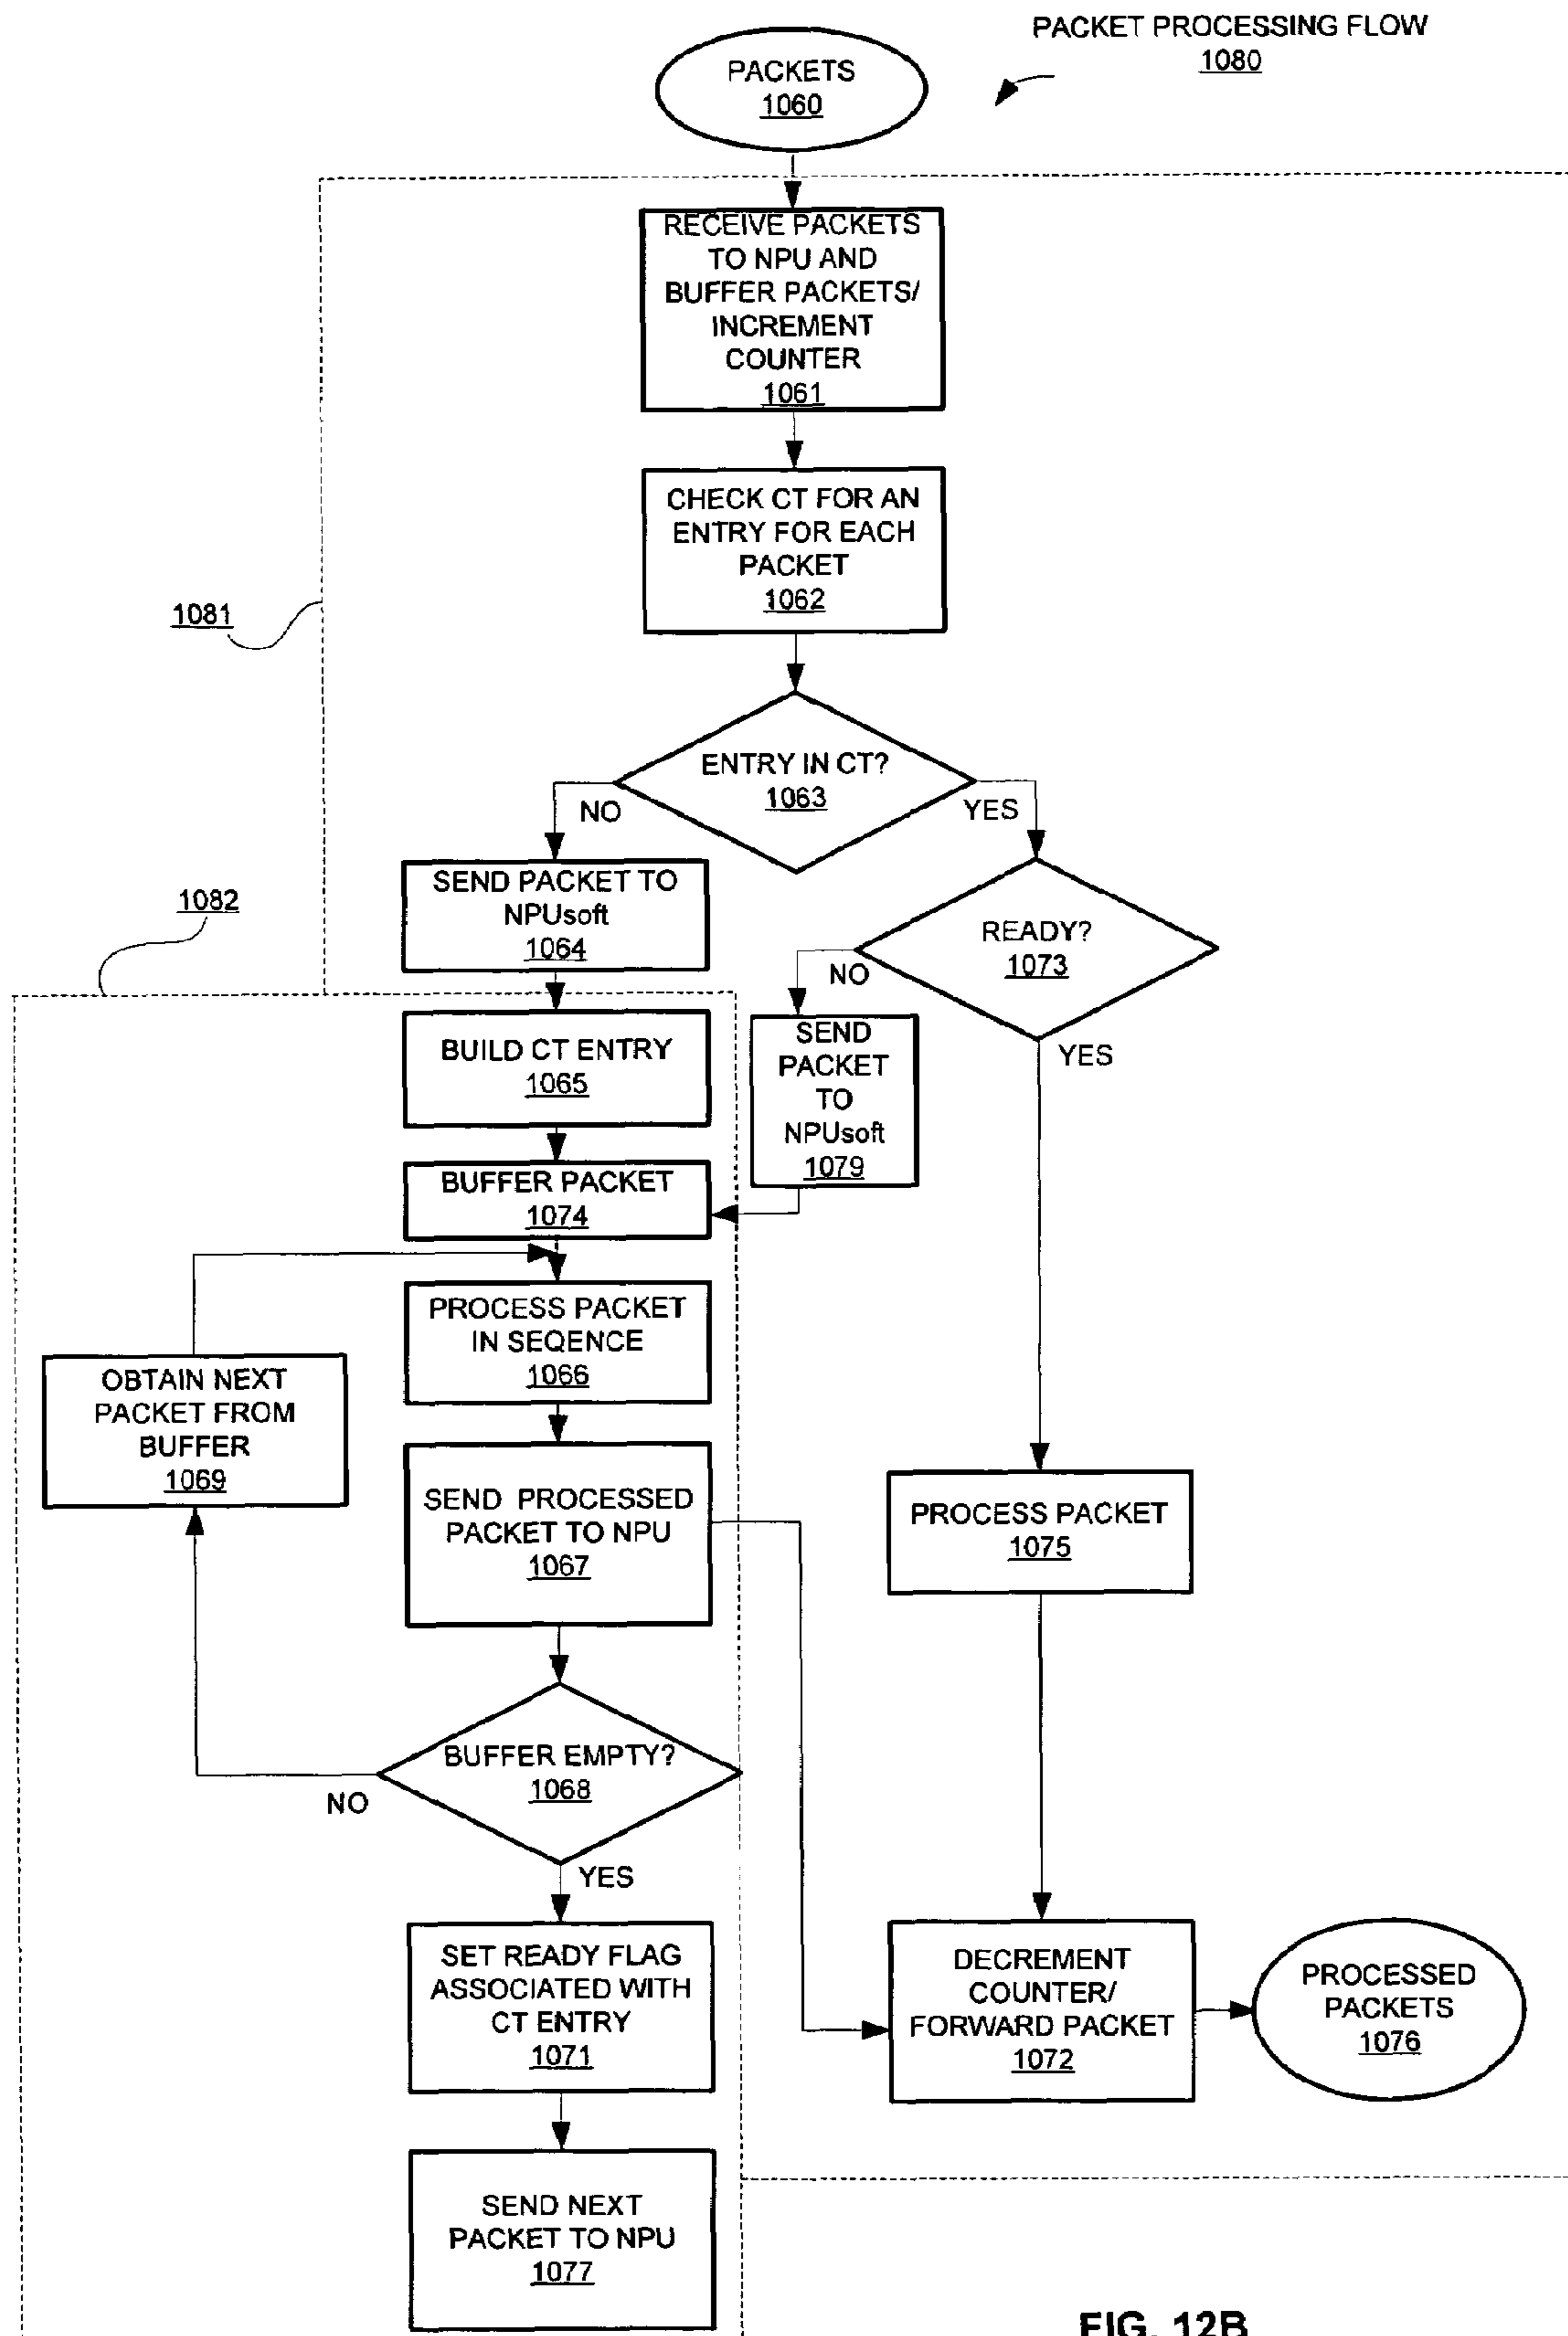 PACKET PROCESSING FLOW
1080
PACKETS
1060
RECEIVE PACKETS
TO NPU AND
BUFFER PACKETS/
INCREMENT
COUNTER
1061
CHECK CT FOR AN
ENTRY FOR EACH
PACKET
1062
1081
ENTRY IN CT?
1063
NO
YES
SEND PACKET TO
NPUsoft
1064
1082
READY?
1073
NO
YES
BUILD CT ENTRY
1065
SEND
PACKET
TO
NPUsoft
1079
BUFFER PACKET
1074
PROCESS PACKET
IN SEQENCE
1066
OBTAIN NEXT
PACKET FROM
BUFFER
1069
SEND PROCESSED
PACKET TO NPU
1067
PROCESS PACKET
1075
BUFFER EMPTY?
1068
NO
YES
SET READY FLAG
ASSOCIATED WITH
CT ENTRY
1071
DECREMENT
COUNTER/
FORWARD PACKET
1072
PROCESSED
PACKETS
1076
SEND NEXT
PACKET TO NPU
1077
FIG. 12B